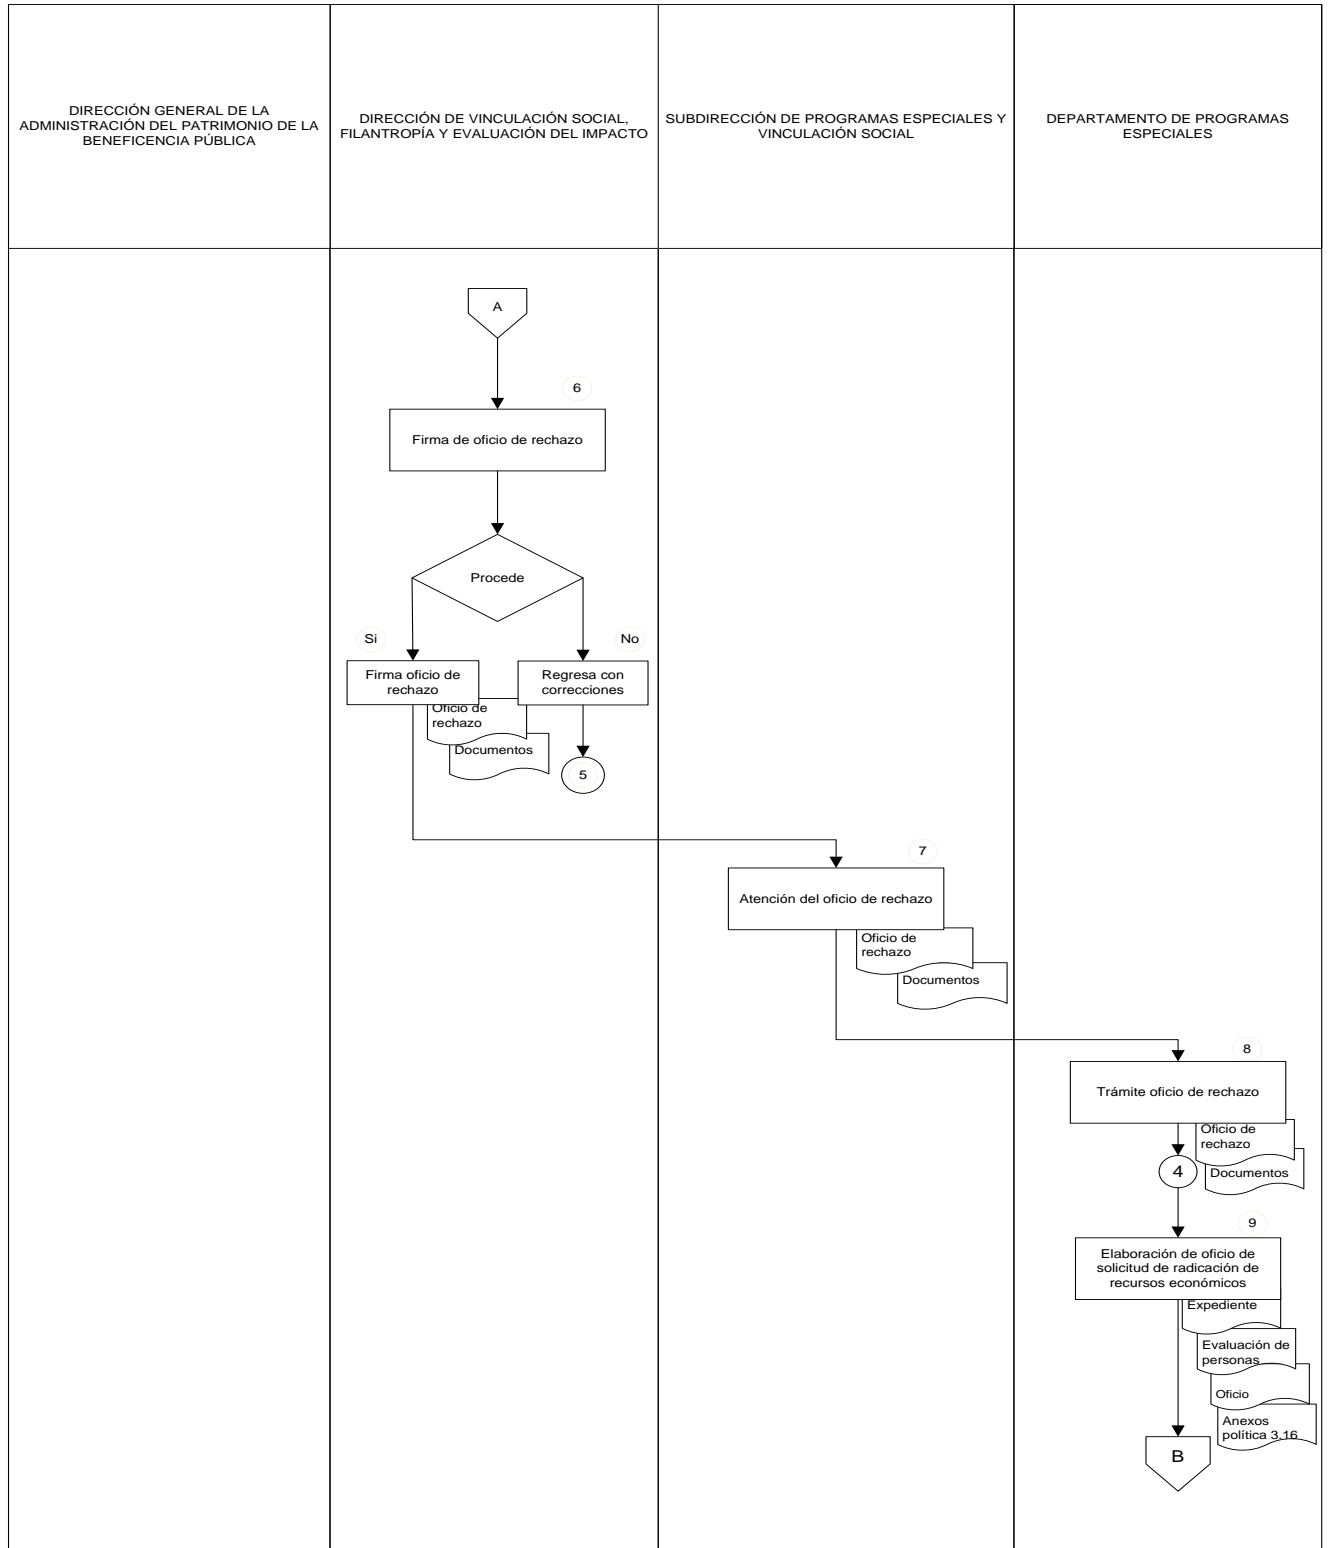 DIRECCIÓN GENERAL DE LA
ADMINISTRACIÓN DEL PATRIMONIO DE LA
BENEFICENCIA PÚBLICA
DIRECCIÓN DE VINCULACIÓN SOCIAL,
FILANTROPÍA Y EVALUACIÓN DEL IMPACTO
SUBDIRECCIÓN DE PROGRAMAS ESPECIALES Y
VINCULACIÓN SOCIAL
DEPARTAMENTO DE PROGRAMAS
ESPECIALES
A
6
Firma de oficio de rechazo
Procede
Si
No
Firma oficio de
rechazo
Regresa con
correcciones
Oficio de
rechazo
Documentos
5
7
Atención del oficio de rechazo
Oficio de
rechazo
Documentos
8
Trámite oficio de rechazo
Oficio de
rechazo
Documentos
4
9
Elaboración de oficio de
solicitud de radicación de
recursos económicos
Expediente
Evaluación de
personas
Oficio
Anexos
política 3.16
B